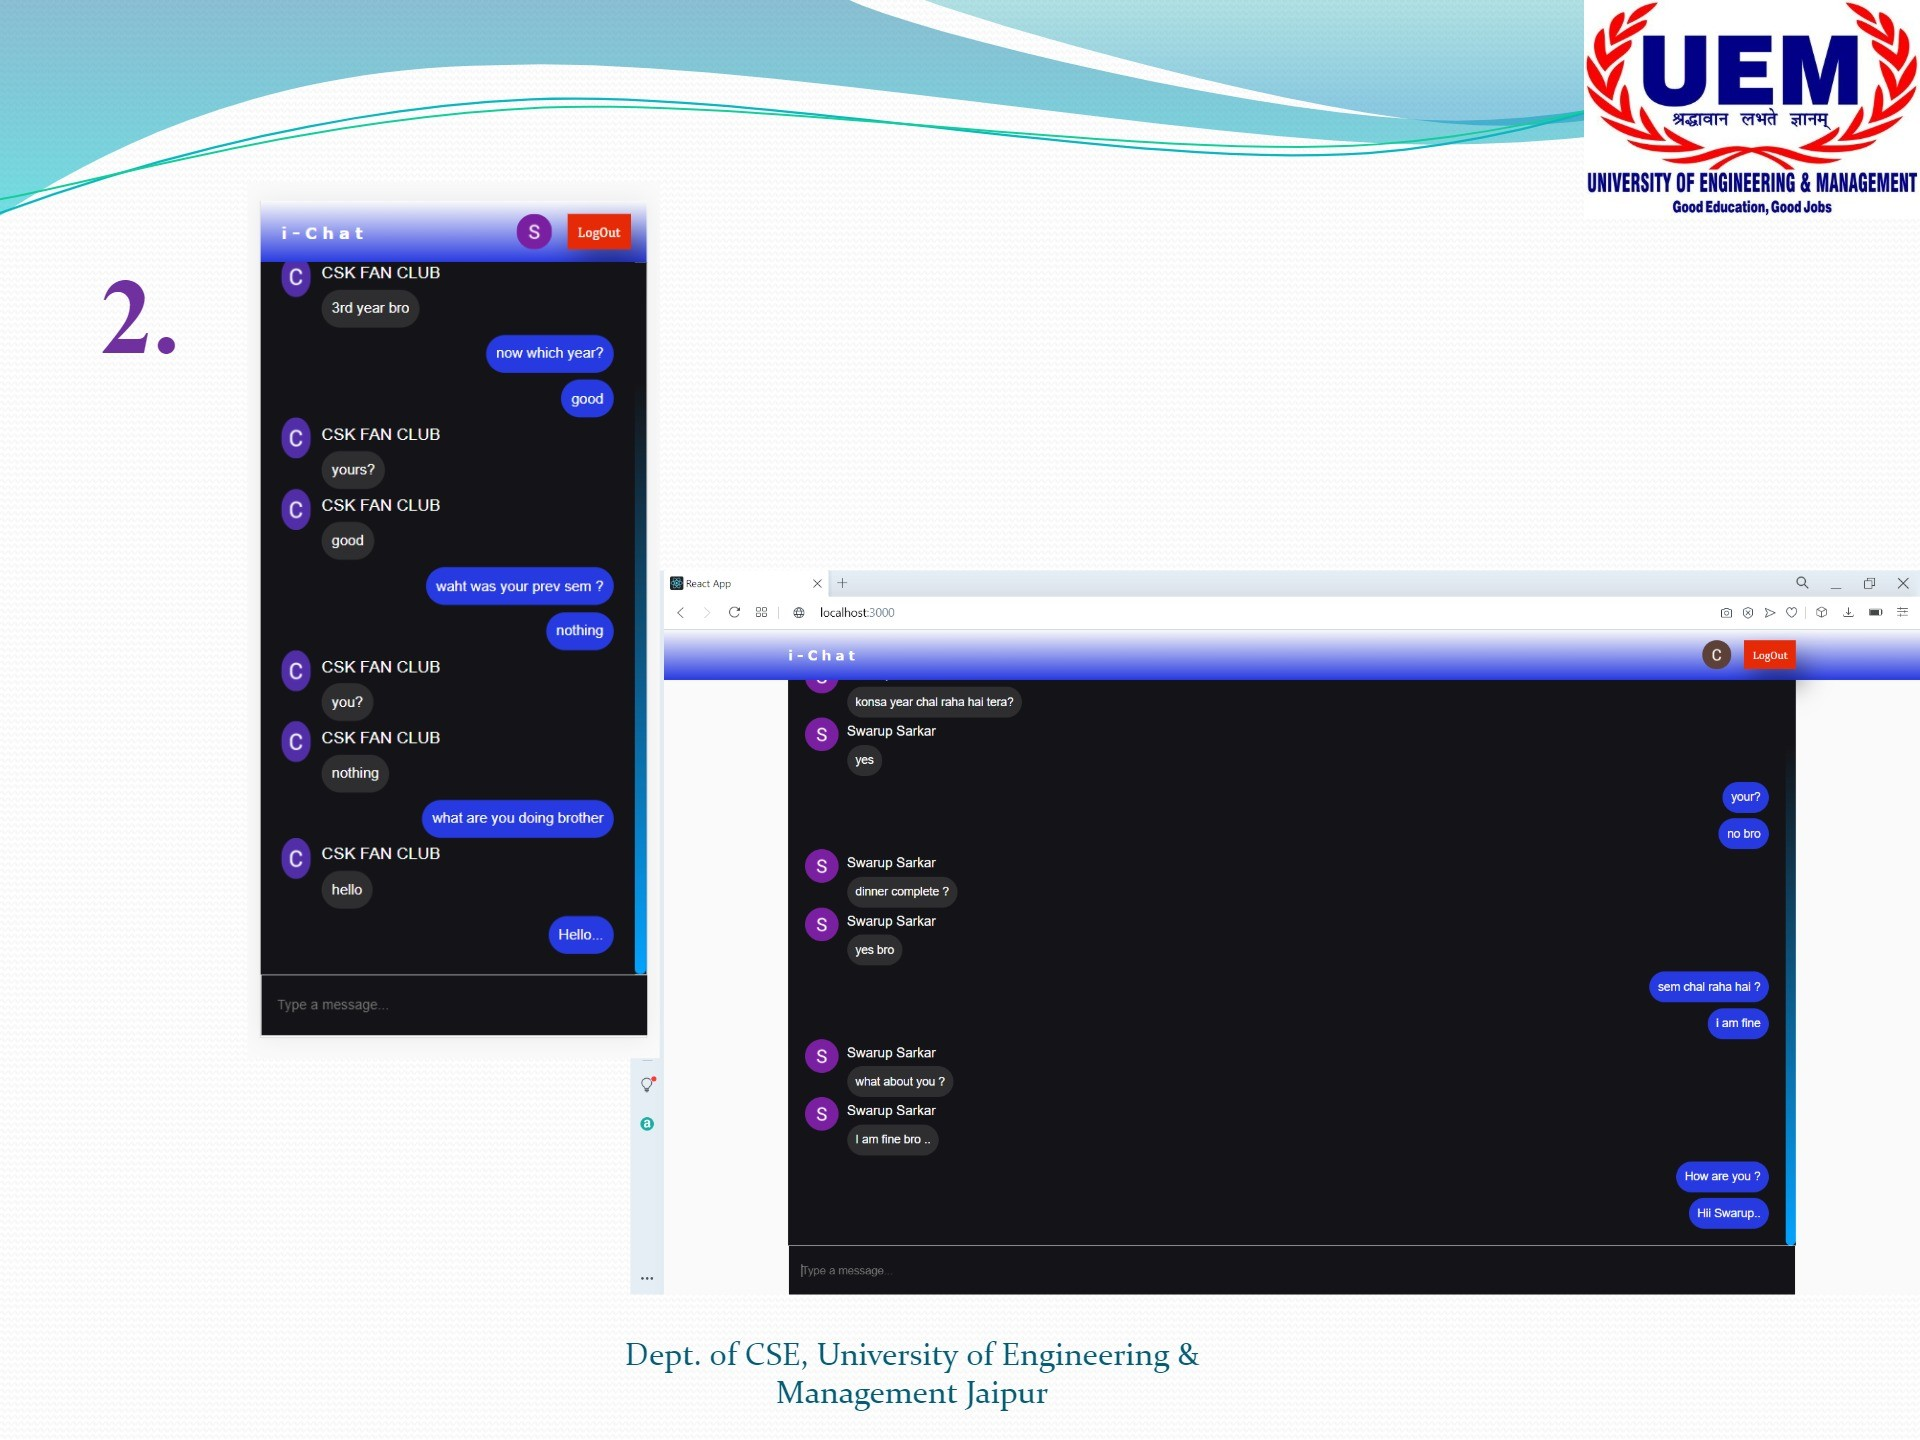 UEM
श्रद्धावान लभते ज्ञानम्
UNIVERSITY OF ENGINEERING & MANAGEMENT
Good Education, Good Jobs
2.
i-Chat
S
LogOut
C
CSK FAN CLUB
3rd year bro
now which year?
good
C
CSK FAN CLUB
yours?
C
CSK FAN CLUB
good
waht was your prev sem ?
nothing
C
CSK FAN CLUB
you?
C
CSK FAN CLUB
nothing
what are you doing brother
C
CSK FAN CLUB
hello
Hello...
Type a message...
a
React App
localhost:3000
i-Chat
C
LogOut
konsa year chal raha hai tera?
S
Swarup Sarkar
yes
your?
no bro
S
Swarup Sarkar
dinner complete ?
S
Swarup Sarkar
yes bro
sem chal raha hai ?
i am fine
S
Swarup Sarkar
what about you ?
S
Swarup Sarkar
I am fine bro ..
How are you ?
Hii Swarup..
Type a message...
Dept. of CSE, University of Engineering &
Management Jaipur